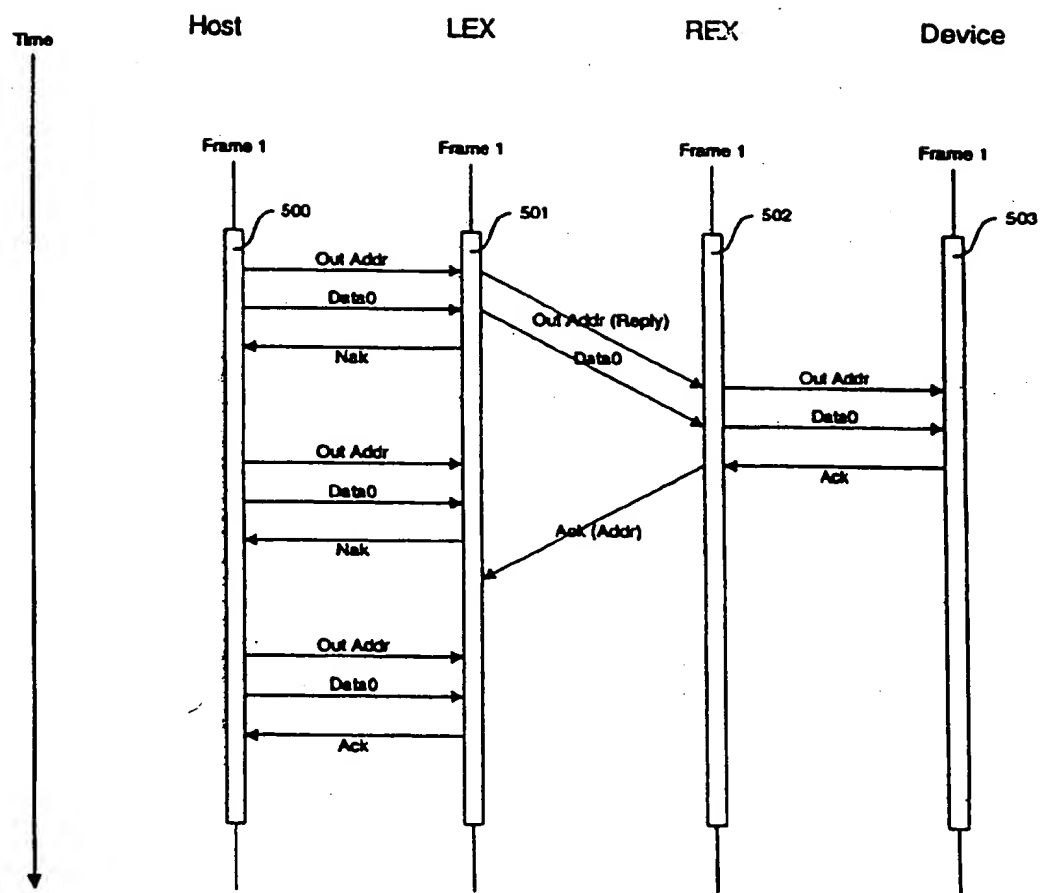 Time
Host LEX REX Device
Frame 1 Frame 1 Frame 1 Frame 1
500 501 502 503
Out Addr
Data0
Out Addr (Reply)
Nak
Data0
Out Addr
Data0
Out Addr
Ack
Data0
Ack (Addr)
Nak
Out Addr
Data0
Ack